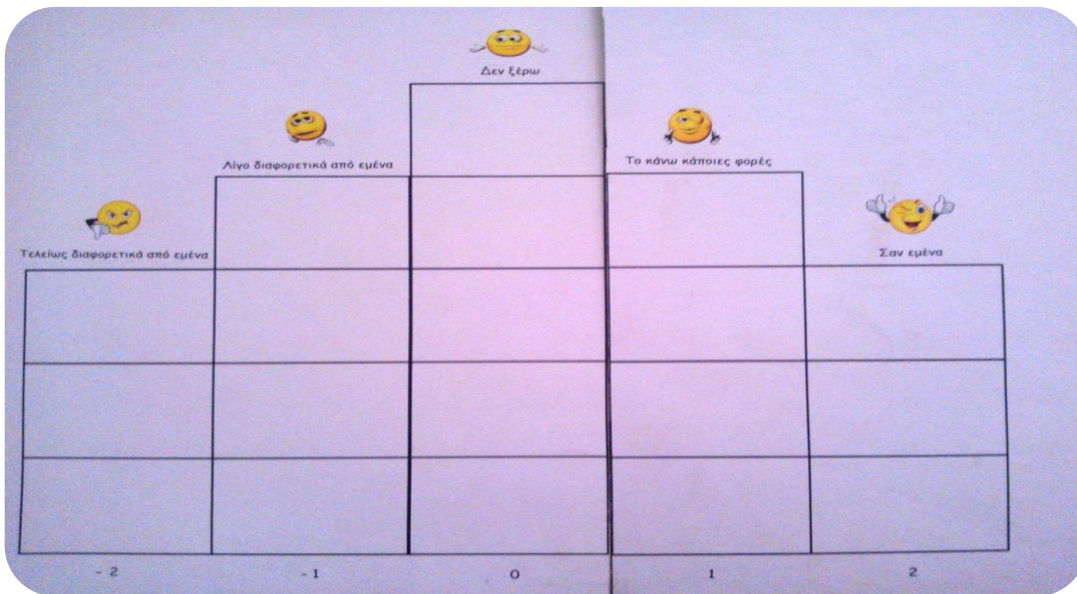 Δεν ξέρω
Λίγο διαφορετικά από εμένα
Το κάνω κάποιες φορές
Τελείως διαφορετικά από εμένα
Σαν εμένα
- 2
- 1
0
1
2